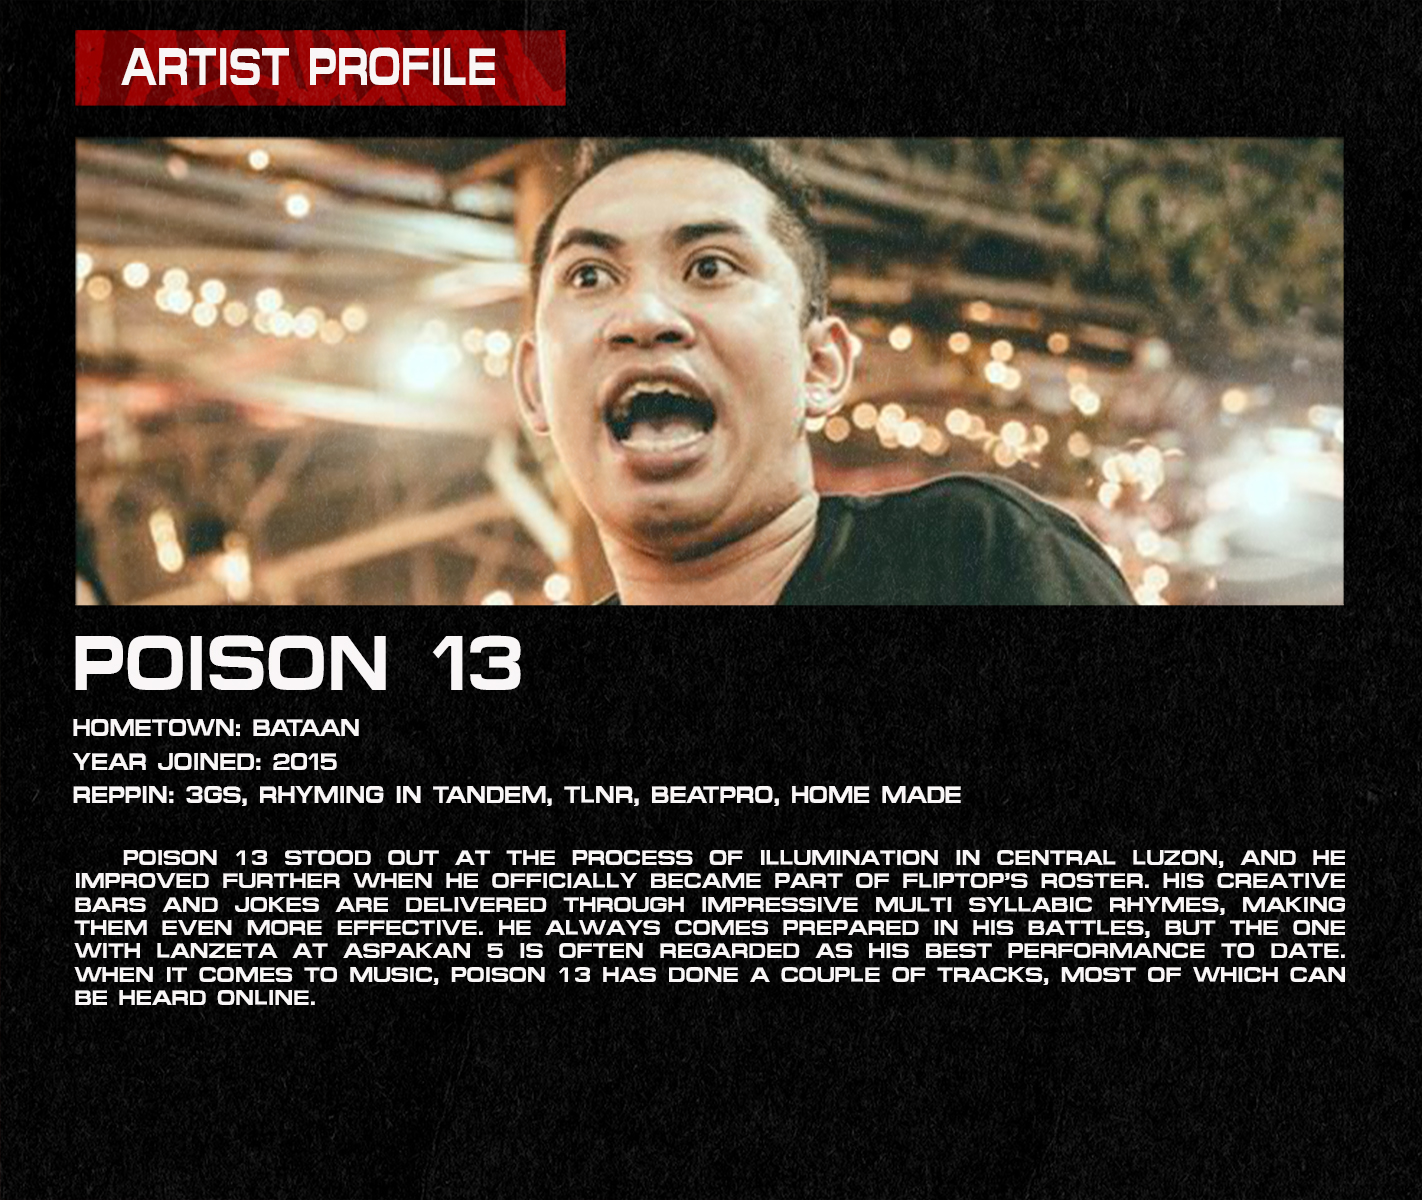 ARTIST PROFILE
POISON 13
HOMETOWN: BATAAN
YEAR JOINED: 2015
REPPIN: 3GS, RHYMING IN TANDEM, TLNR, BEATPRO, HOME MADE
POISON 13 STOOD OUT AT THE PROCESS OF ILLUMINATION IN CENTRAL LUZON, AND HE
IMPROVED FURTHER WHEN HE OFFICIALLY BECAME PART OF FLIPTOP'S ROSTER. HIS CREATIVE
BARS AND JOKES ARE DELIVERED THROUGH IMPRESSIVE MULTI SYLLABIC RHYMES, MAKING
THEM EVEN MORE EFFECTIVE. HE ALWAYS COMES PREPARED IN HIS BATTLES, BUT THE ONE
WITH LANZETA AT ASPAKAN 5 IS OFTEN REGARDED AS HIS BEST PERFORMANCE TO DATE.
WHEN IT COMES TO MUSIC, POISON 13 HAS DONE A COUPLE OF TRACKS, MOST OF WHICH CAN
BE HEARD ONLINE.